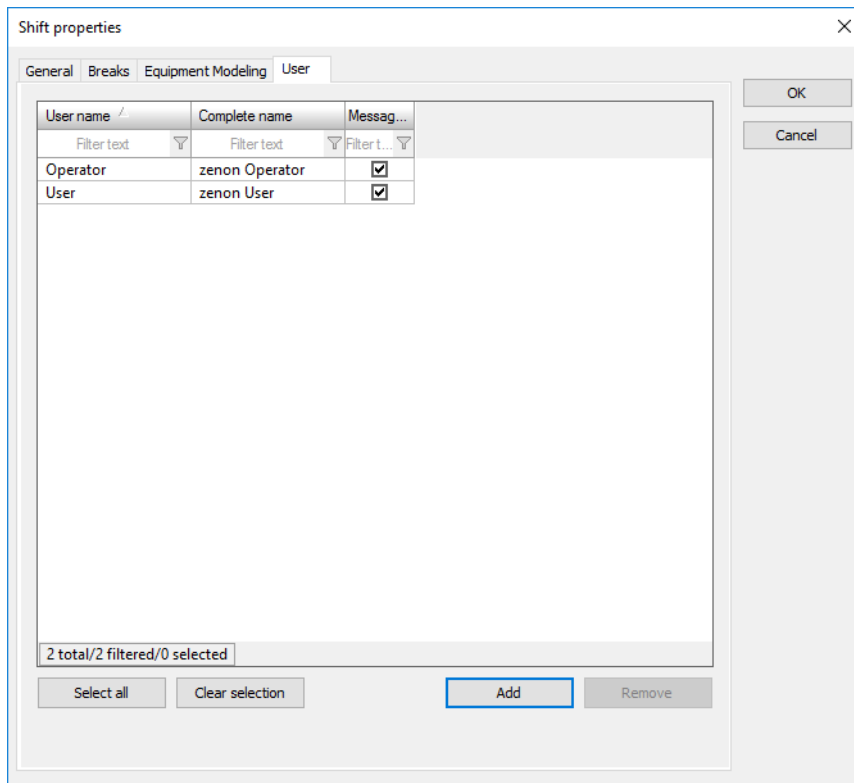 Shift properties
General Breaks Equipment Modeling User
OK
Cancel
User name Complete name Messag...
Filter text Filter text Filter t...
Operator zenon Operator
User zenon User
2 total/2 filtered/0 selected
Select all Clear selection Add Remove